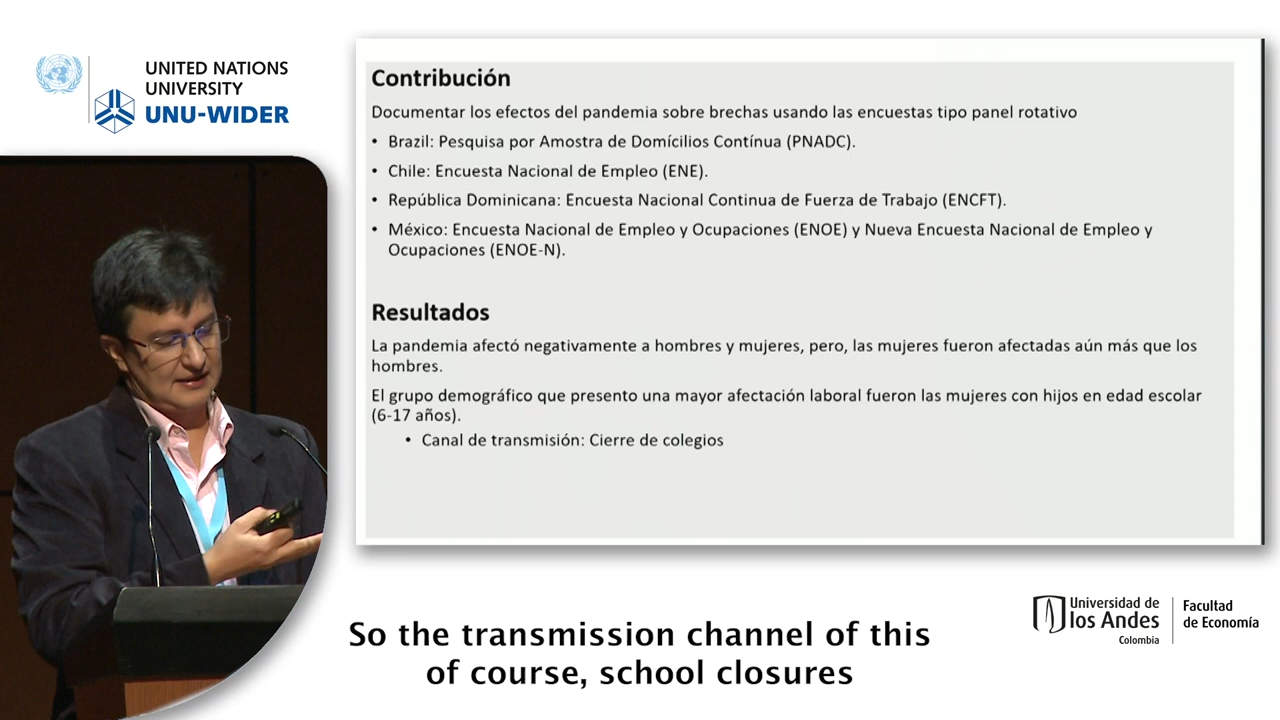 UNITED NATIONS
UNIVERSITY
UNU-WIDER
Contribución
Documentar los efectos del pandemia sobre brechas usando las encuestas tipo panel rotativo
• Brazil: Pesquisa por Amostra de Domícilios Contínua (PNADC).
• Chile: Encuesta Nacional de Empleo (ENE).
• República Dominicana: Encuesta Nacional Continua de Fuerza de Trabajo (ENCFT).
• México: Encuesta Nacional de Empleo y Ocupaciones (ENOE) y Nueva Encuesta Nacional de Empleo y
Ocupaciones (ENOE-N).
Resultados
La pandemia afectó negativamente a hombres y mujeres, pero, las mujeres fueron afectadas aún más que los
hombres.
El grupo demográfico que presento una mayor afectación laboral fueron las mujeres con hijos en edad escolar
(6-17 años).
• Canal de transmisión: Cierre de colegios
So the transmission channel of this
of course, school closures
Universidad de
los Andes
Colombia
Facultad
de Economía